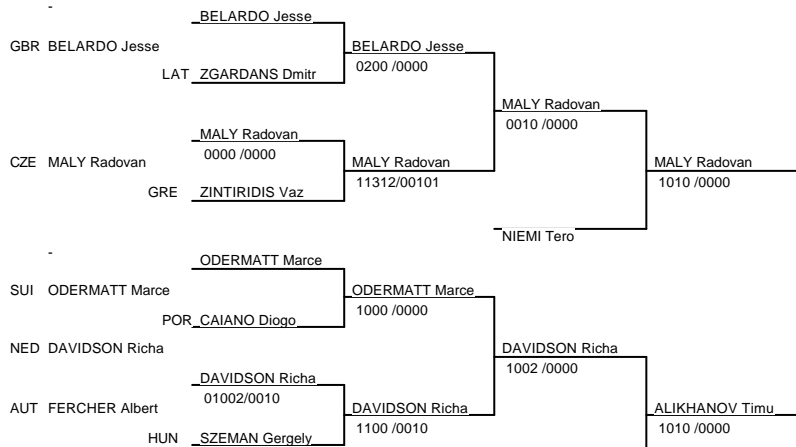 -
BELARDO Jesse
GBR BELARDO Jesse
BELARDO Jesse
0200 /0000
LAT ZGARDANS Dmitr
MALY Radovan
0010 /0000
MALY Radovan
0000 /0000
CZE MALY Radovan
MALY Radovan
11312/00101
MALY Radovan
1010 /0000
GRE ZINTIRIDIS Vaz
NIEMI Tero
-
ODERMATT Marce
SUI ODERMATT Marce
ODERMATT Marce
1000 /0000
POR CAIANO Diogo
NED DAVIDSON Richa
DAVIDSON Richa
1002 /0000
DAVIDSON Richa
01002/0010
AUT FERCHER Albert
DAVIDSON Richa
1100 /0010
ALIKHANOV Timu
1010 /0000
HUN SZEMAN Gergely